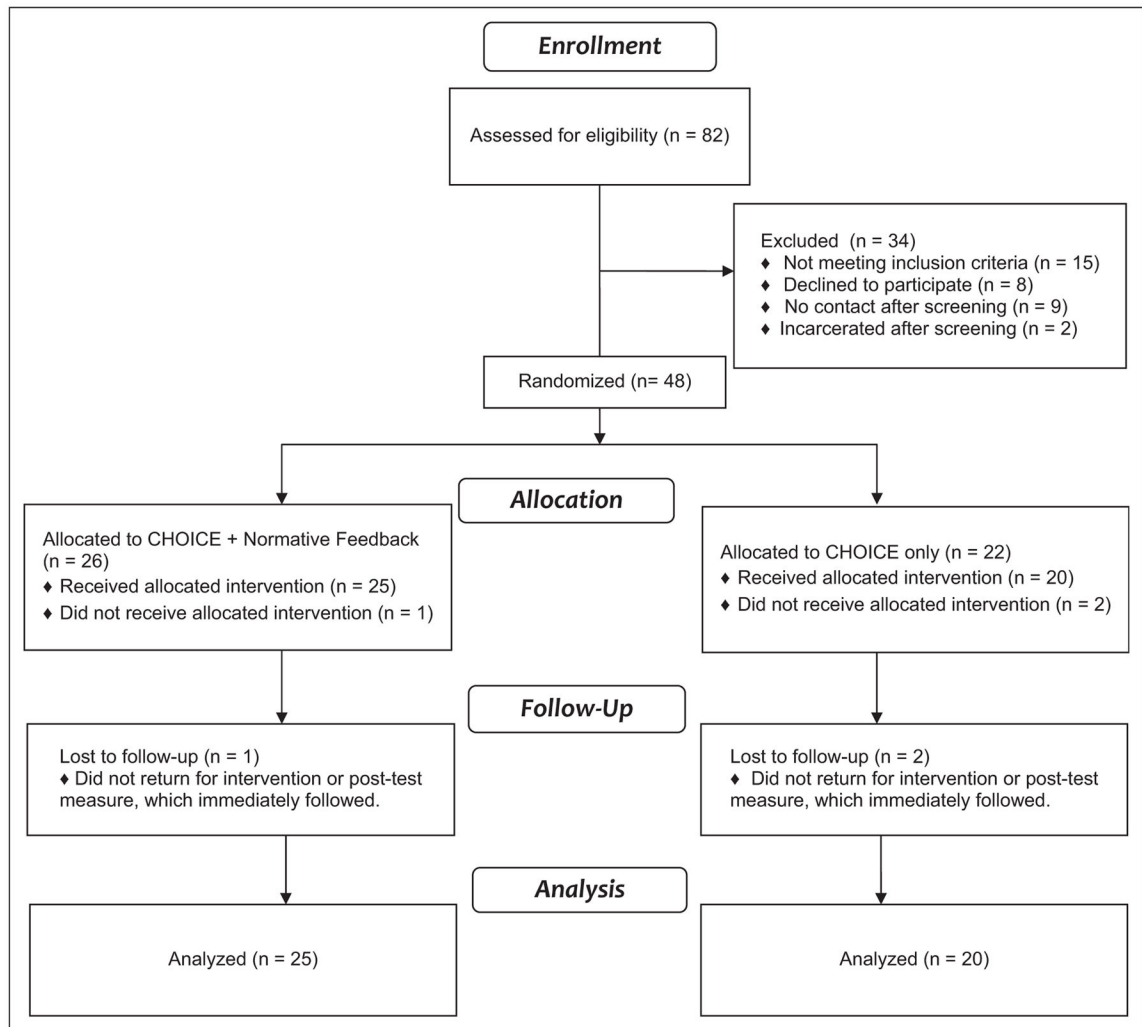 Enrollment
Assessed for eligibility (n = 82)
Excluded  (n = 34)
♦ Not meeting inclusion criteria (n = 15)
♦ Declined to participate (n = 8)
♦ No contact after screening (n = 9)
♦ Incarcerated after screening (n = 2)
Randomized (n= 48)
Allocation
Allocated to CHOICE + Normative Feedback
(n = 26)
♦ Received allocated intervention (n = 25)
♦ Did not receive allocated intervention (n = 1)
Allocated to CHOICE only (n = 22)
♦ Received allocated intervention (n = 20)
♦ Did not receive allocated intervention (n = 2)
Follow-Up
Lost to follow-up (n = 1)
♦ Did not return for intervention or post-test
measure, which immediately followed.
Lost to follow-up (n = 2)
♦ Did not return for intervention or post-test
measure, which immediately followed.
Analysis
Analyzed (n = 25)
Analyzed (n = 20)